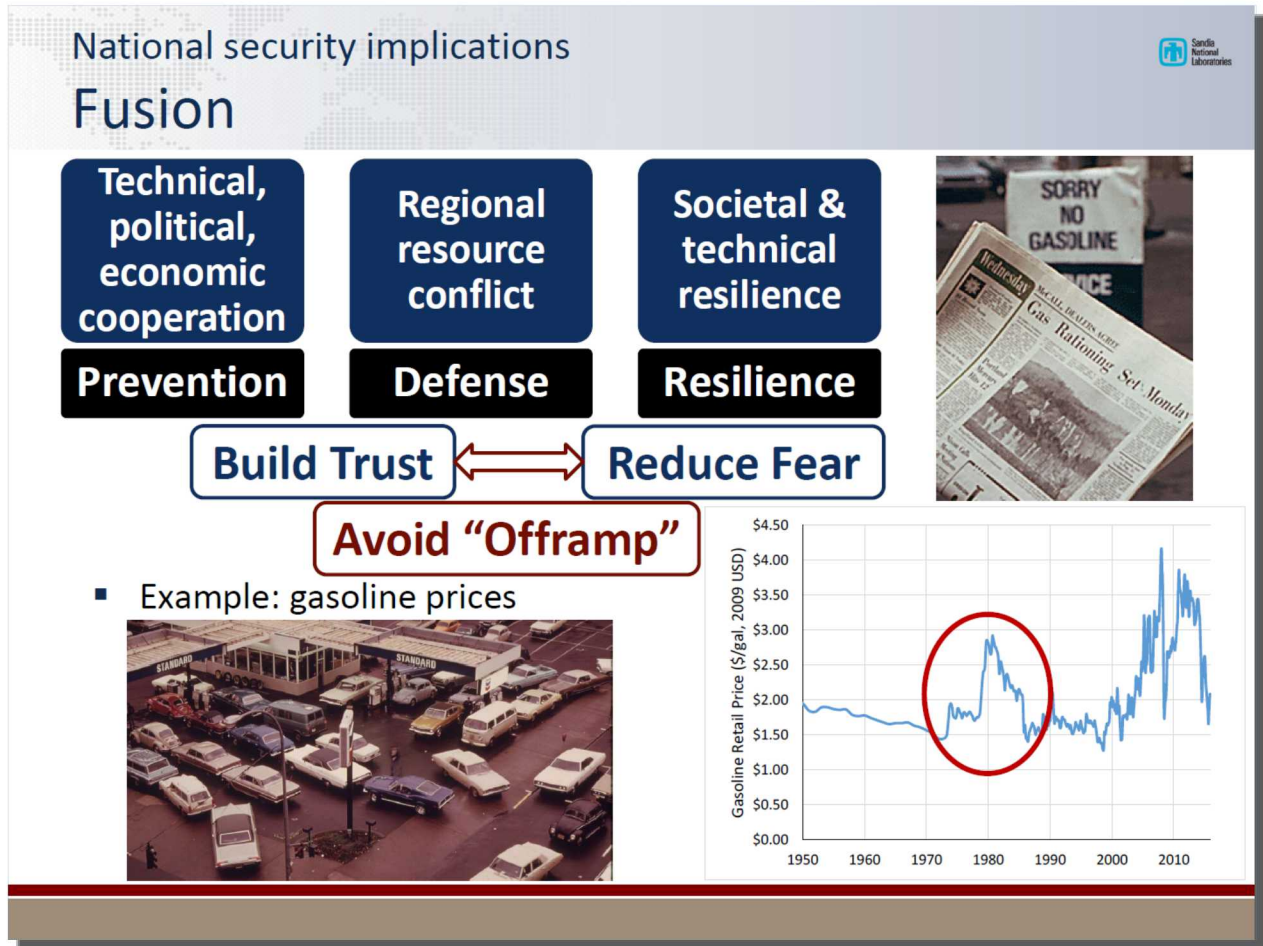 National security implications
Fusion
Sandia
National
Laboratories
Technical,
political,
economic
cooperation
Prevention
Regional
resource
conflict
Defense
Societal &
technical
resilience
Resilience
Build Trust
Reduce Fear
Avoid “Offramp”
SORRY
NO
GASOLINE
Wednesday
McCALL, DEALERS AGREE
Gas Rationing Set Monday
▪ Example: gasoline prices
STANDARD
STANDARD
Gasoline Retail Price ($/gal, 2009 USD)
$4.50
$4.00
$3.50
$3.00
$2.50
$2.00
$1.50
$1.00
$0.50
$0.00
1950 1960 1970 1980 1990 2000 2010